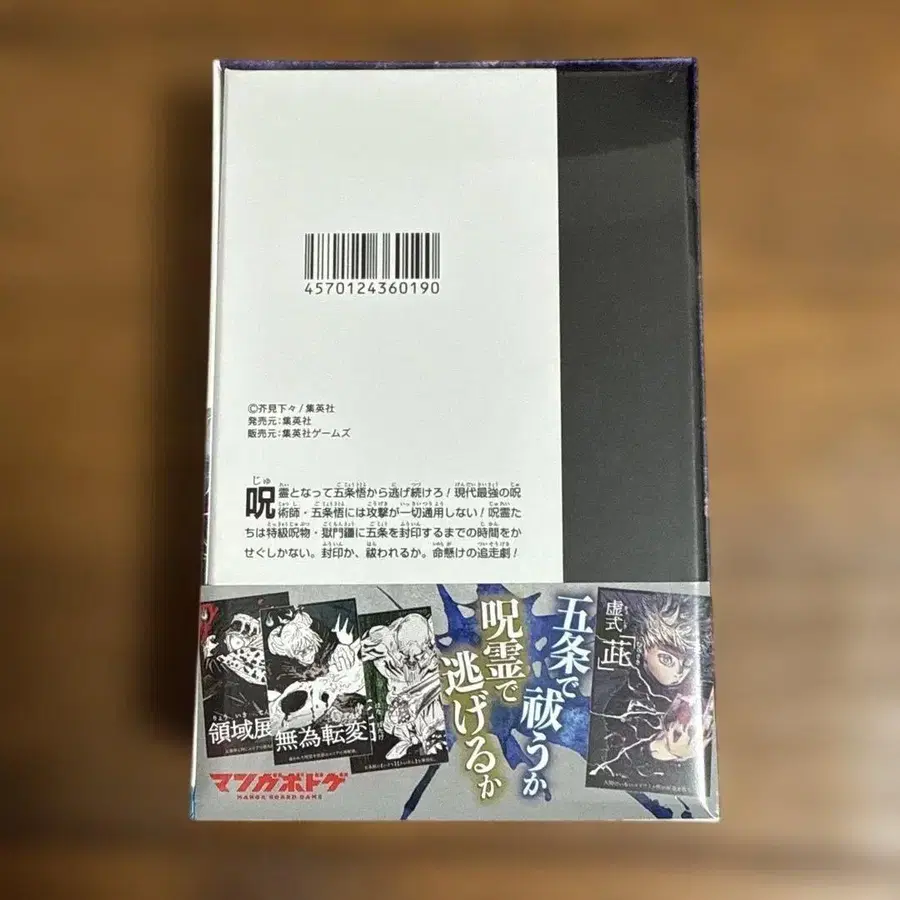 4570124360190
©芥見下々/集英社
発売元:集英社
販売元:集英社ゲームズ
呪霊となって五条悟から逃げ続けろ!現代最強の呪
術師・五条悟には攻撃が一切通用しない!呪霊た
ちは特級呪物・獄門疆に五条を封印するまでの時間をか
せぐしかない。封印か、祓われるか。命懸けの追走劇!
五条で祓うか
呪霊で逃げるか
虚式「茈」
領域展
無為転変
マンガボドゲ
MANGA BOARD GAME